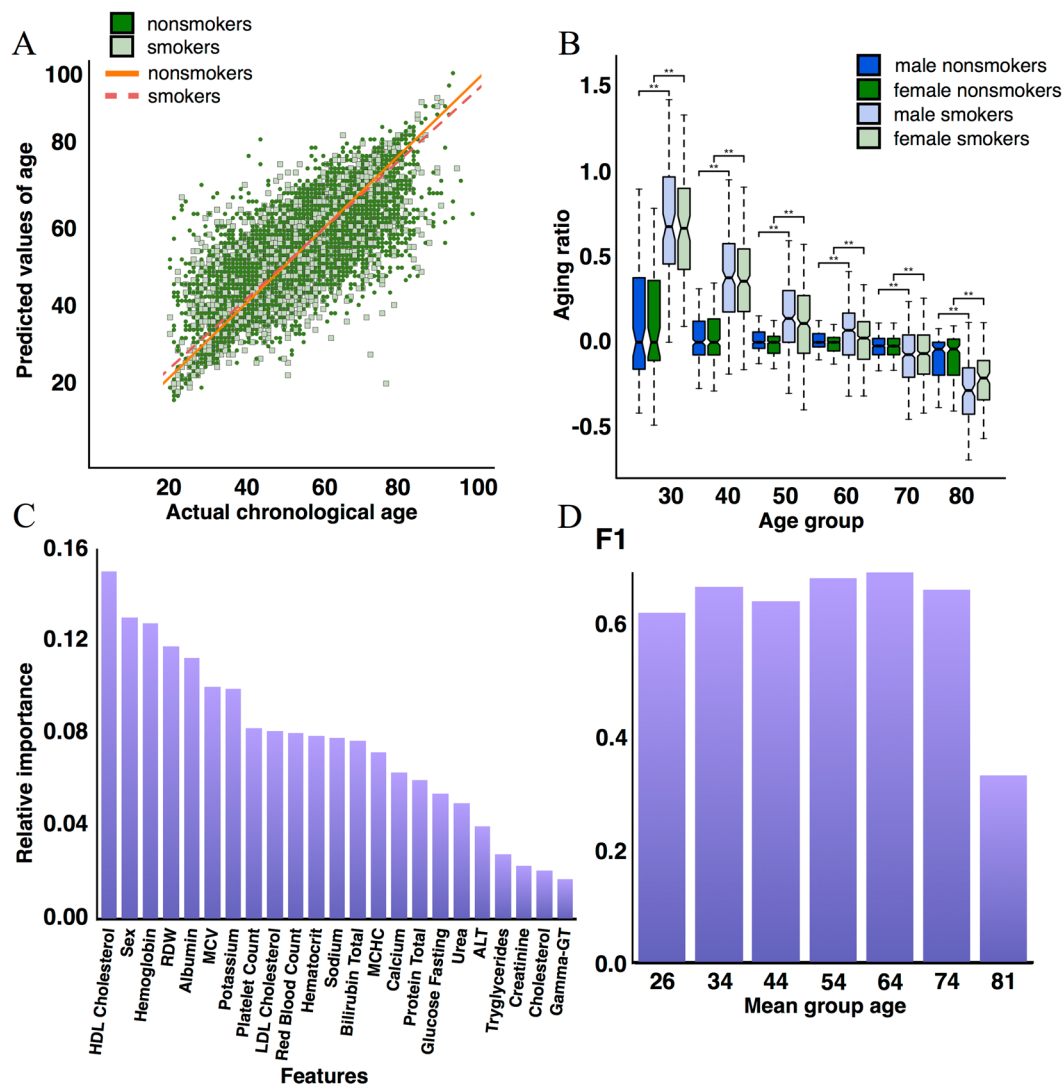 A
nonsmokers
smokers
nonsmokers
smokers
Predicted values of age
100
80
60
40
20
20 40 60 80 100
Actual chronological age
B
male nonsmokers
female nonsmokers
male smokers
female smokers
Aging ratio
1.5
1.0
0.5
0.0
-0.5
** ** ** ** ** ** ** ** ** ** ** **
30 40 50 60 70 80
Age group
C
Relative importance
0.16
0.12
0.08
0.04
0.00
HDL Cholesterol
Sex
Hemoglobin
RDW
Albumin
MCV
Potassium
Platelet Count
LDL Cholesterol
Red Blood Count
Hematocrit
Sodium
Bilirubin Total
MCHC
Calcium
Protein Total
Glucose Fasting
Urea
ALT
Tryglycerides
Creatinine
Cholesterol
Gamma-GT
Features
D
F1
0.6
0.4
0.2
0.0
26 34 44 54 64 74 81
Mean group age